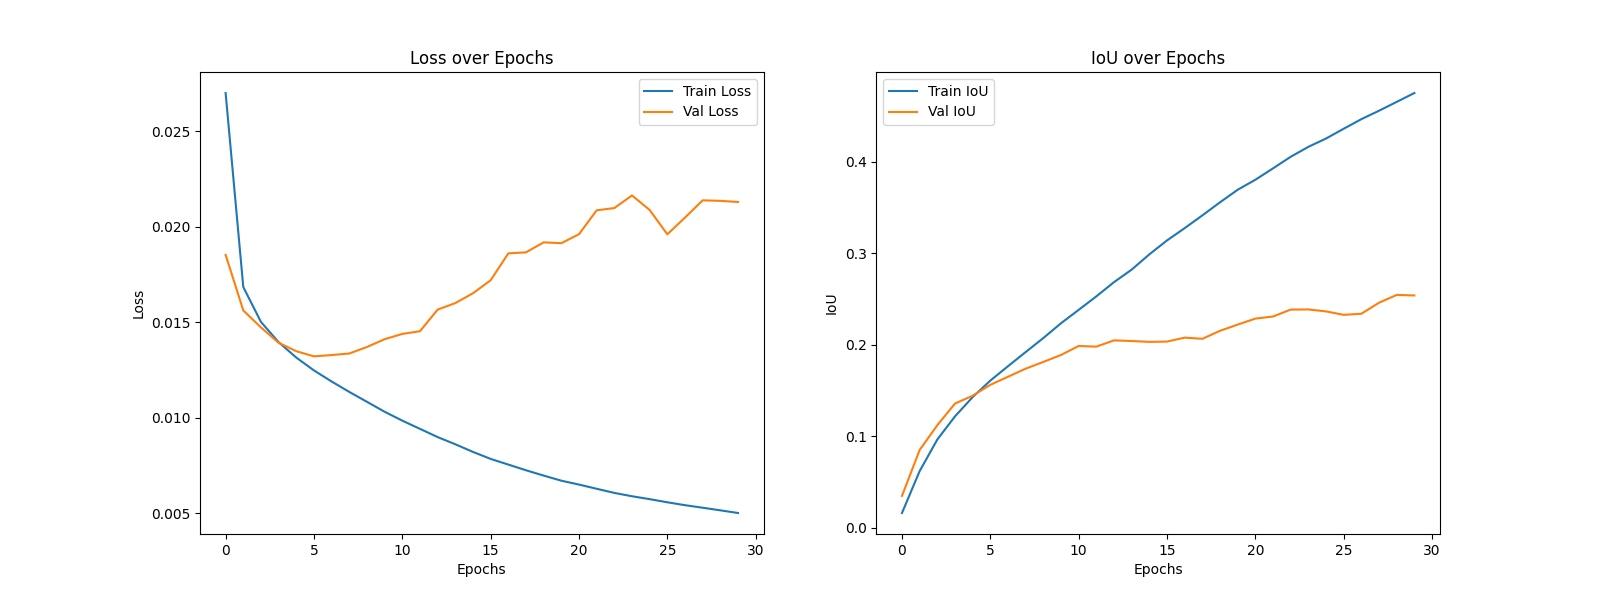 Loss over Epochs
Train Loss
Val Loss
0.025
0.020
0.015
0.010
0.005
Loss
0 5 10 15 20 25 30
Epochs
IoU over Epochs
Train IoU
Val IoU
0.4
0.3
0.2
0.1
0.0
IoU
0 5 10 15 20 25 30
Epochs